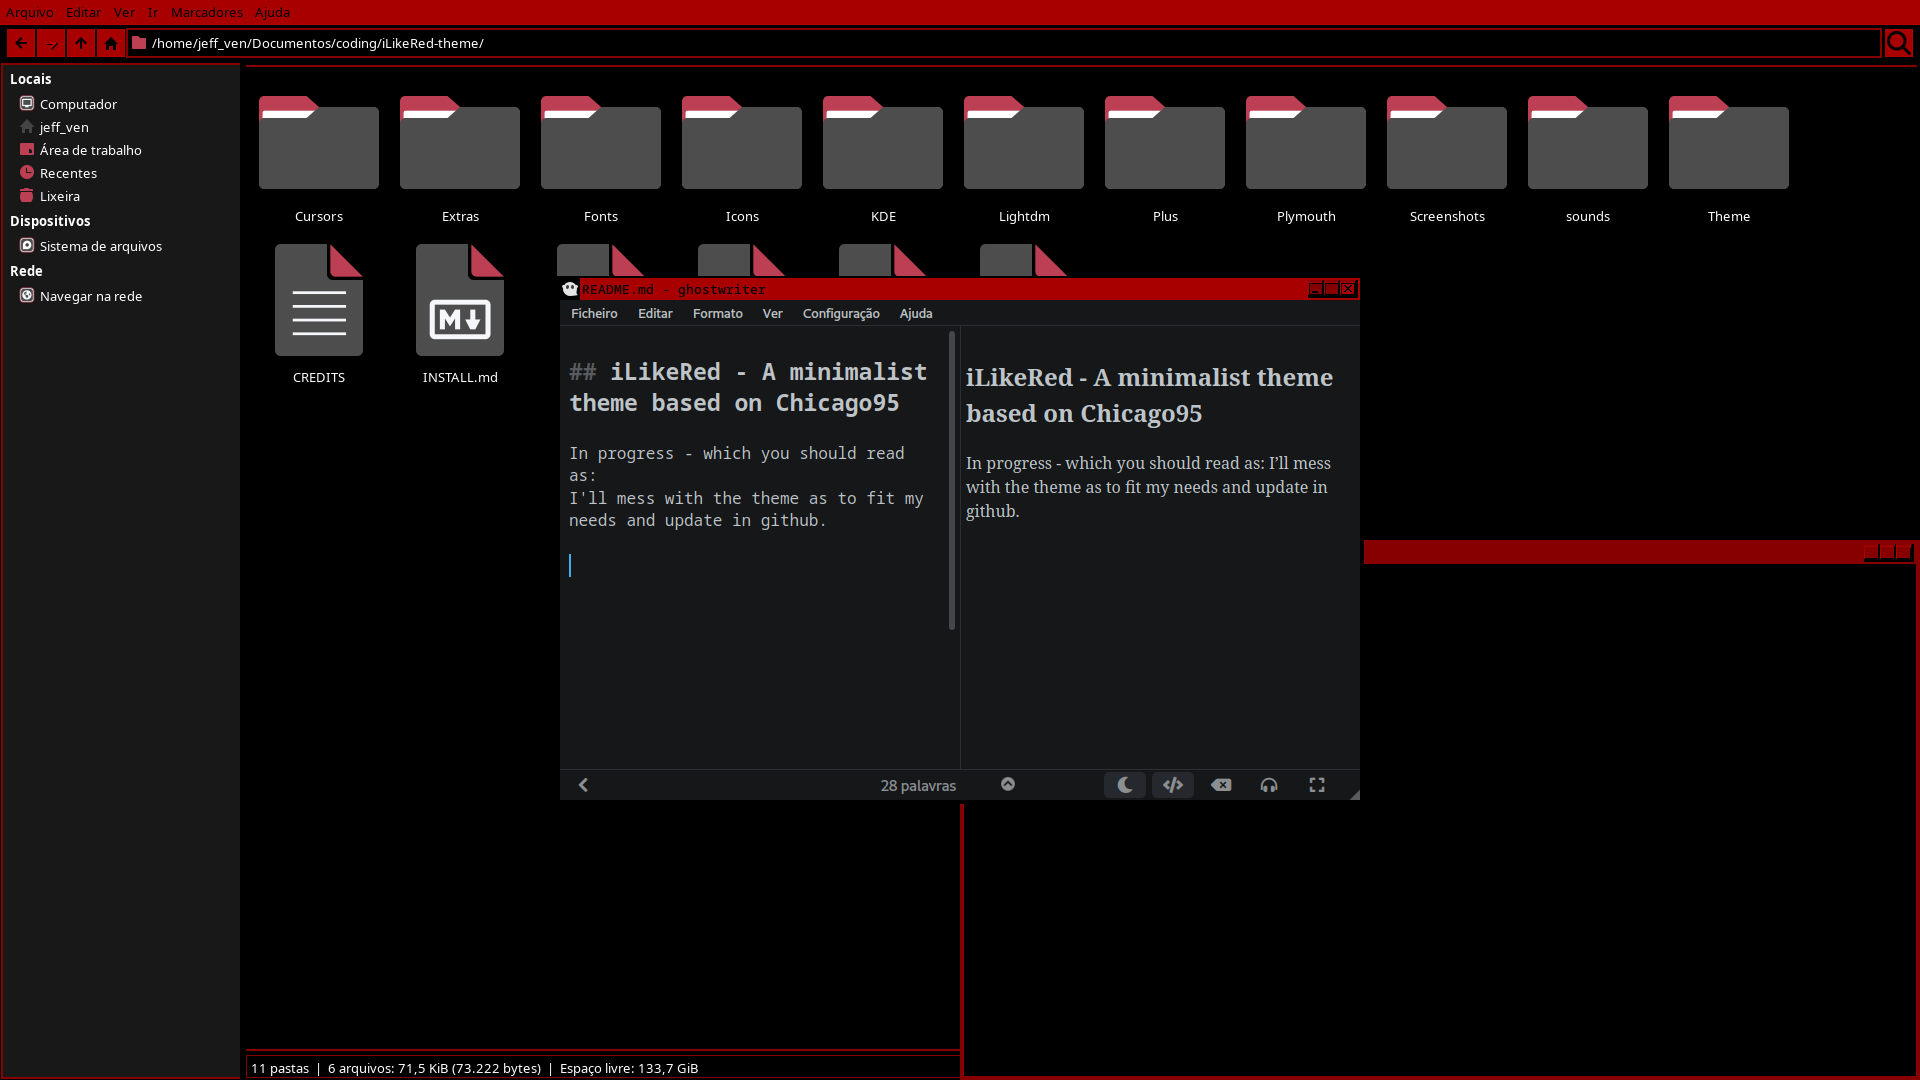 Arquivo Editar Ver Ir Marcadores Ajuda
/home/jeff_ven/Documentos/coding/iLikeRed-theme/
Locais
Computador
jeff_ven
Área de trabalho
Recentes
Lixeira
Dispositivos
Sistema de arquivos
Rede
Navegar na rede
Cursors Extras Fonts Icons KDE Lightdm Plus Plymouth Screenshots sounds Theme
CREDITS INSTALL.md
README.md - ghostwriter
Ficheiro Editar Formato Ver Configuração Ajuda
## iLikeRed - A minimalist
theme based on Chicago95
In progress - which you should read
as:
I'll mess with the theme as to fit my
needs and update in github.
iLikeRed - A minimalist theme
based on Chicago95
In progress - which you should read as: I’ll mess
with the theme as to fit my needs and update in
github.
28 palavras
11 pastas | 6 arquivos: 71,5 KiB (73.222 bytes) | Espaço livre: 133,7 GiB